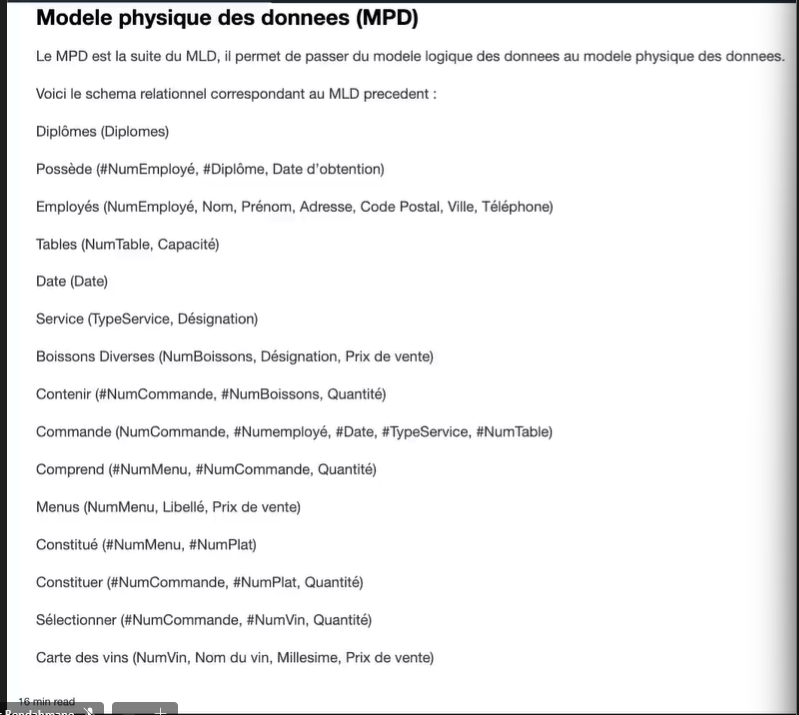 Modele physique des donnees (MPD)
Le MPD est la suite du MLD, il permet de passer du modele logique des donnees au modele physique des donnees.
Voici le schema relationnel correspondant au MLD precedent :
Diplômes (Diplomes)
Possède (#NumEmployé, #Diplôme, Date d'obtention)
Employés (NumEmployé, Nom, Prénom, Adresse, Code Postal, Ville, Téléphone)
Tables (NumTable, Capacité)
Date (Date)
Service (TypeService, Désignation)
Boissons Diverses (NumBoissons, Désignation, Prix de vente)
Contenir (#NumCommande, #NumBoissons, Quantité)
Commande (NumCommande, #Numemployé, #Date, #TypeService, #NumTable)
Comprend (#NumMenu, #NumCommande, Quantité)
Menus (NumMenu, Libellé, Prix de vente)
Constitué (#NumMenu, #NumPlat)
Constituer (#NumCommande, #NumPlat, Quantité)
Sélectionner (#NumCommande, #NumVin, Quantité)
Carte des vins (NumVin, Nom du vin, Millesime, Prix de vente)
16 min read